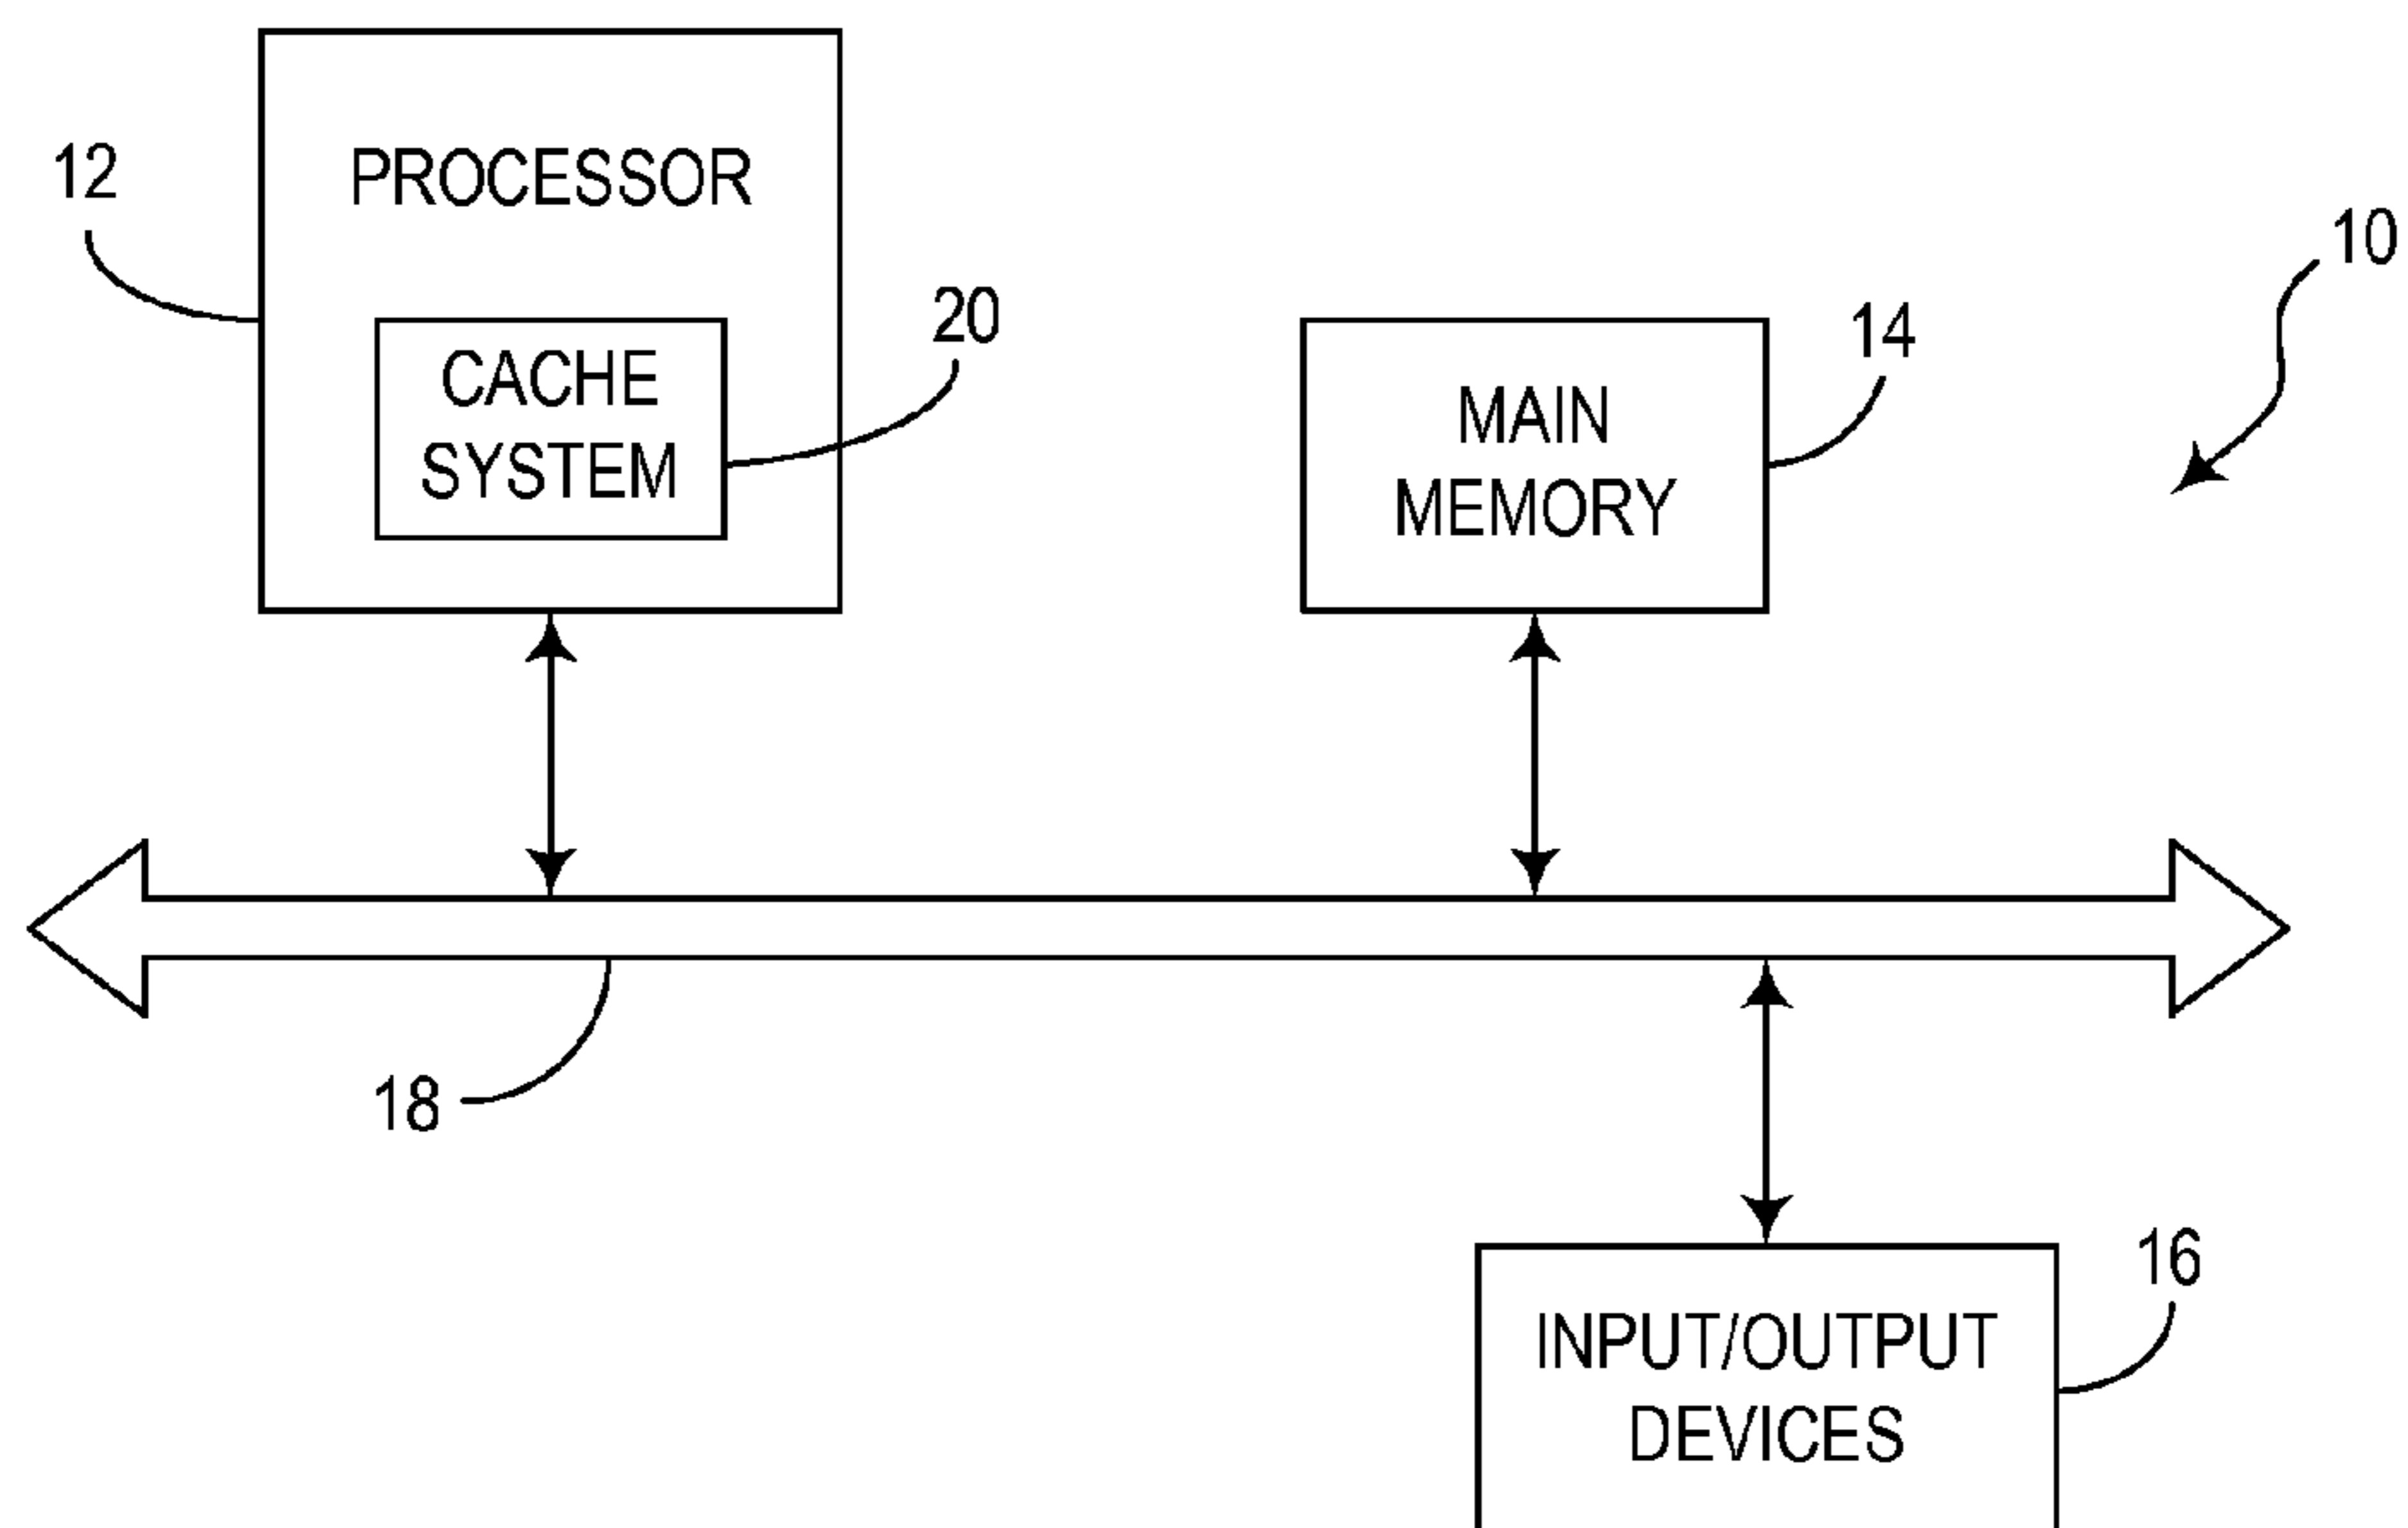 12
PROCESSOR
10
20
14
CACHE
SYSTEM
MAIN
MEMORY
18
16
INPUT/OUTPUT
DEVICES